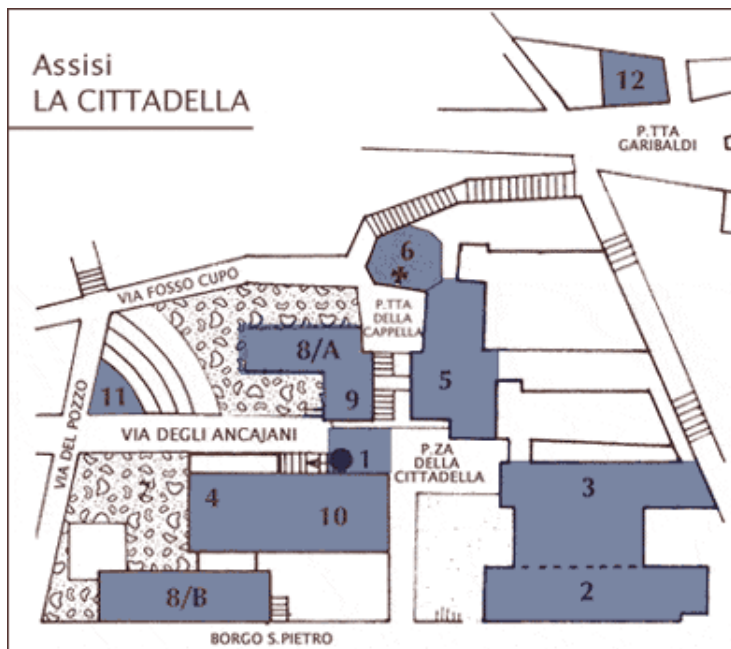 Assisi
LA CITTADELLA
12
P.TTA
GARIBALDI
6
VIA FOSSO CUPO
P.TTA
DELLA
CAPPELLA
8/A
5
9
11
VIA DEL POZZO
VIA DEGLI ANCAJANI
1
P.ZA
DELLA
CITTADELLA
7
4
10
3
8/B
2
BORGO S.PIETRO